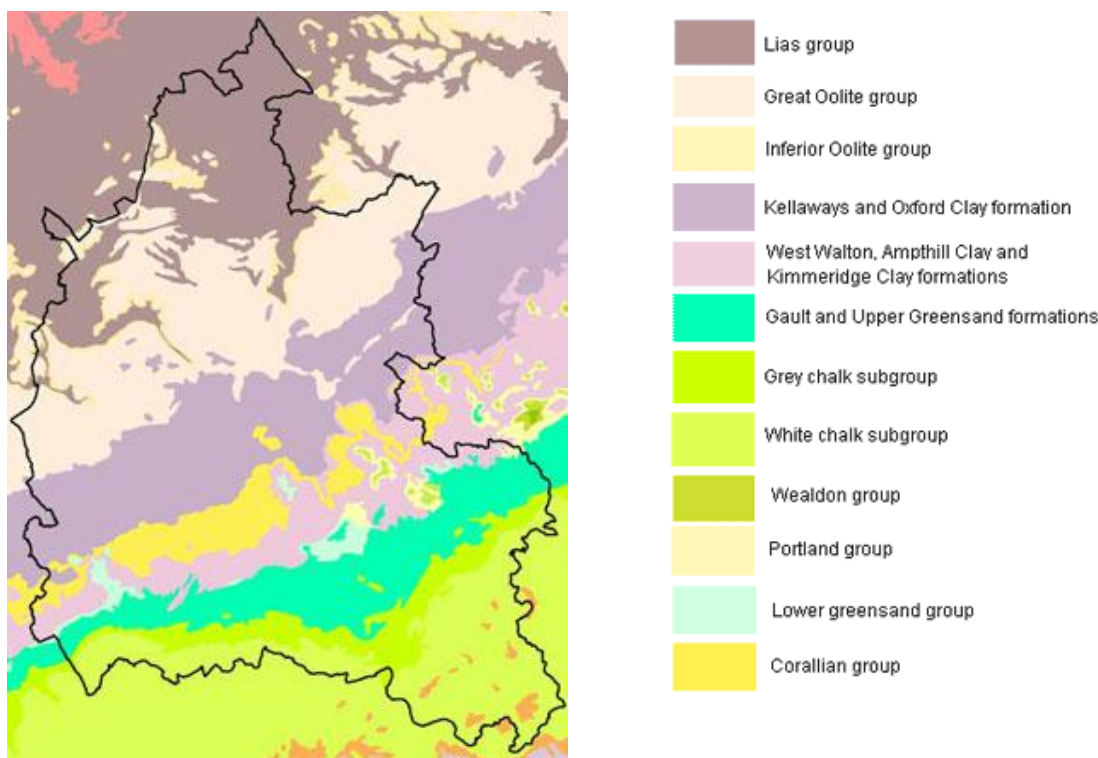 Lias group
Great Oolite group
Inferior Oolite group
Kellaways and Oxford Clay formation
West Walton, Ampthill Clay and
Kimmeridge Clay formations
Gault and Upper Greensand formations
Grey chalk subgroup
White chalk subgroup
Wealdon group
Portland group
Lower greensand group
Corallian group